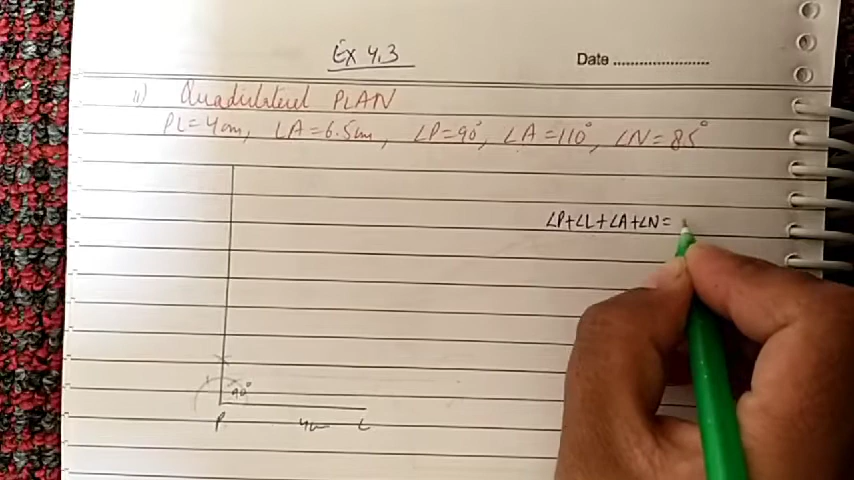 Ex 4.3
Date
ii) Quadrilateral PLAN
PL=4cm, LA=6.5cm, ∠P=90°, ∠A=110°, ∠N=85°
∠P+∠L+∠A+∠N=
90°
P 4cm L